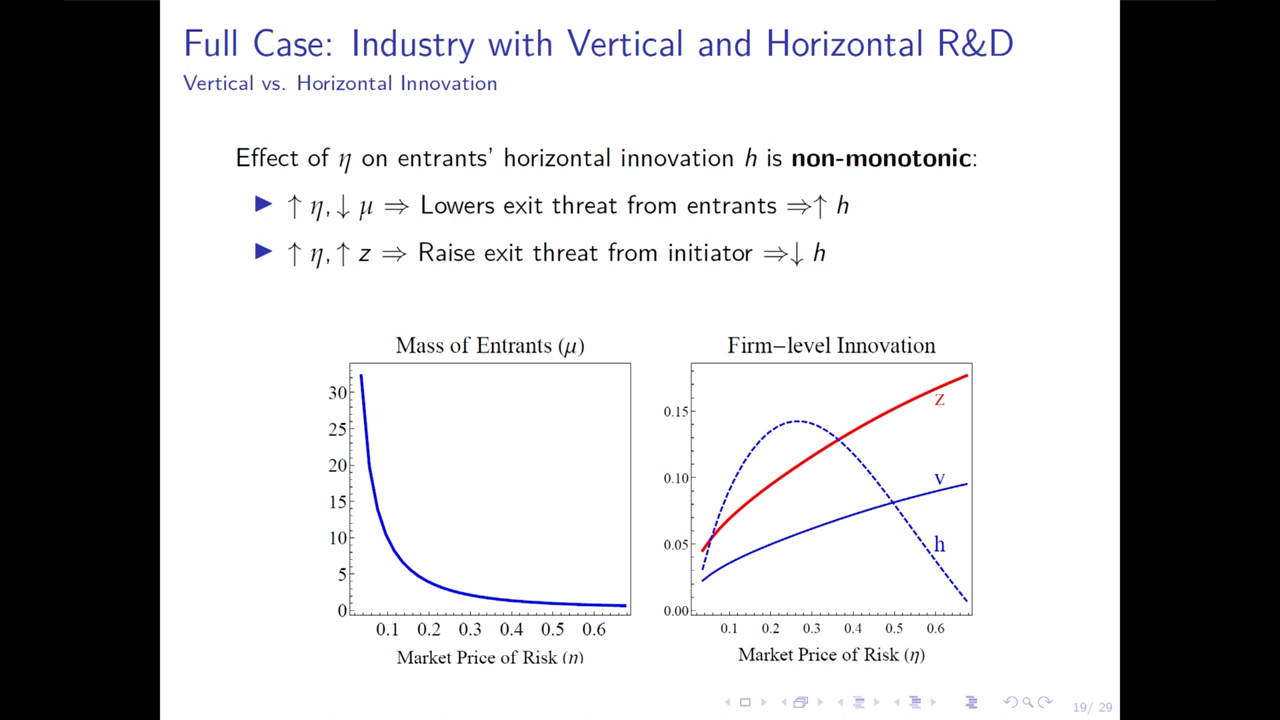 Full Case: Industry with Vertical and Horizontal R&D
Vertical vs. Horizontal Innovation
Effect of η on entrants' horizontal innovation h is non-monotonic:
▶ ↑ η, ↓ μ ⇒ Lowers exit threat from entrants ⇒↑ h
▶ ↑ η, ↑ z ⇒ Raise exit threat from initiator ⇒↓ h
Mass of Entrants (μ)
30
25
20
15
10
5
0
0.1 0.2 0.3 0.4 0.5 0.6
Market Price of Risk (η)
Firm−level Innovation
0.15
0.10
0.05
0.00
z
v
h
0.1 0.2 0.3 0.4 0.5 0.6
Market Price of Risk (η)
19/ 29